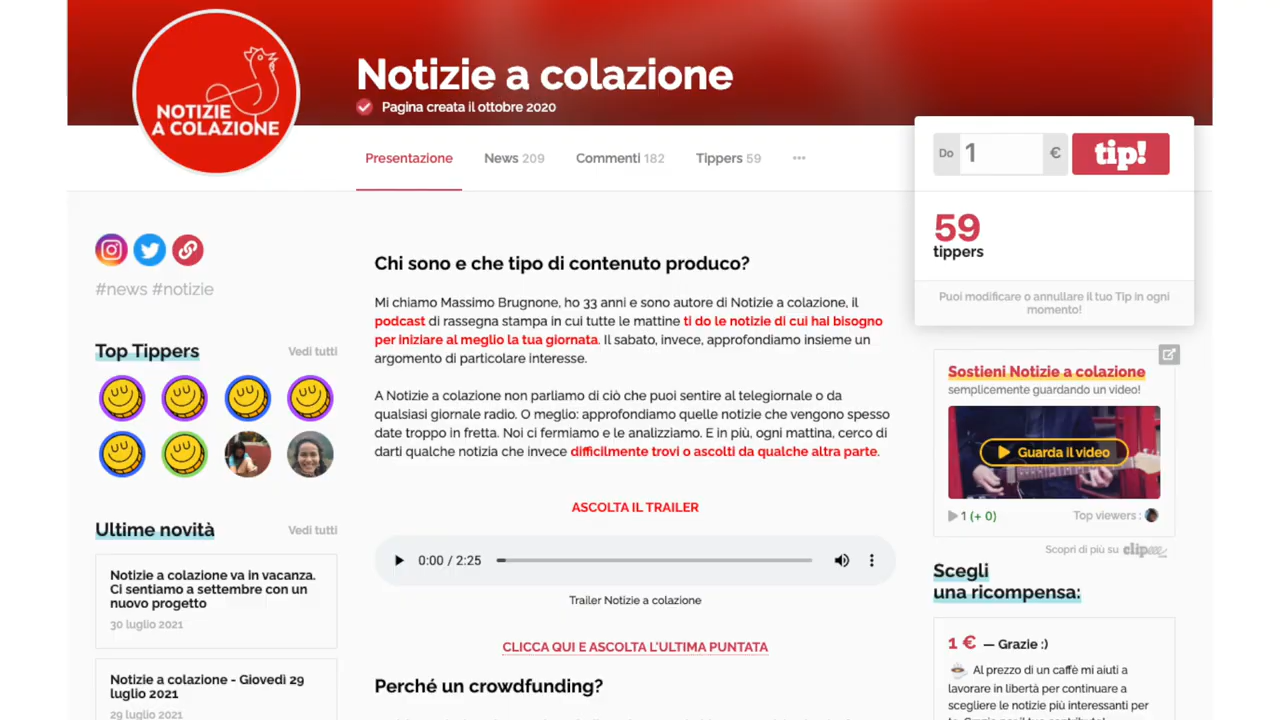 NOTIZIE
A COLAZIONE
Notizie a colazione
Pagina creata il ottobre 2020
Presentazione
News 209
Commenti 182
Tippers 59
Do 1 €
tip!
59
tippers
Puoi modificare o annullare il tuo Tip in ogni
momento!
#news #notizie
Top Tippers
Vedi tutti
Ultime novità
Vedi tutti
Notizie a colazione va in vacanza.
Ci sentiamo a settembre con un
nuovo progetto
30 luglio 2021
Notizie a colazione - Giovedì 29
luglio 2021
29 luglio 2021
Chi sono e che tipo di contenuto produco?
Mi chiamo Massimo Brugnone, ho 33 anni e sono autore di Notizie a colazione, il
podcast di rassegna stampa in cui tutte le mattine ti do le notizie di cui hai bisogno
per iniziare al meglio la tua giornata. Il sabato, invece, approfondiamo insieme un
argomento di particolare interesse.
A Notizie a colazione non parliamo di ciò che puoi sentire al telegiornale o da
qualsiasi giornale radio. O meglio: approfondiamo quelle notizie che vengono spesso
date troppo in fretta. Noi ci fermiamo e le analizziamo. E in più, ogni mattina, cerco di
darti qualche notizia che invece difficilmente trovi o ascolti da qualche altra parte.
ASCOLTA IL TRAILER
0:00 / 2:25
Trailer Notizie a colazione
CLICCA QUI E ASCOLTA L'ULTIMA PUNTATA
Perché un crowdfunding?
Sostieni Notizie a colazione
semplicemente guardando un video!
Guarda il video
1 (+ 0)
Top viewers :
Scopri di più su
Scegli
una ricompensa:
1 € — Grazie :)
Al prezzo di un caffè mi aiuti a
lavorare in libertà per continuare a
scegliere le notizie più interessanti per